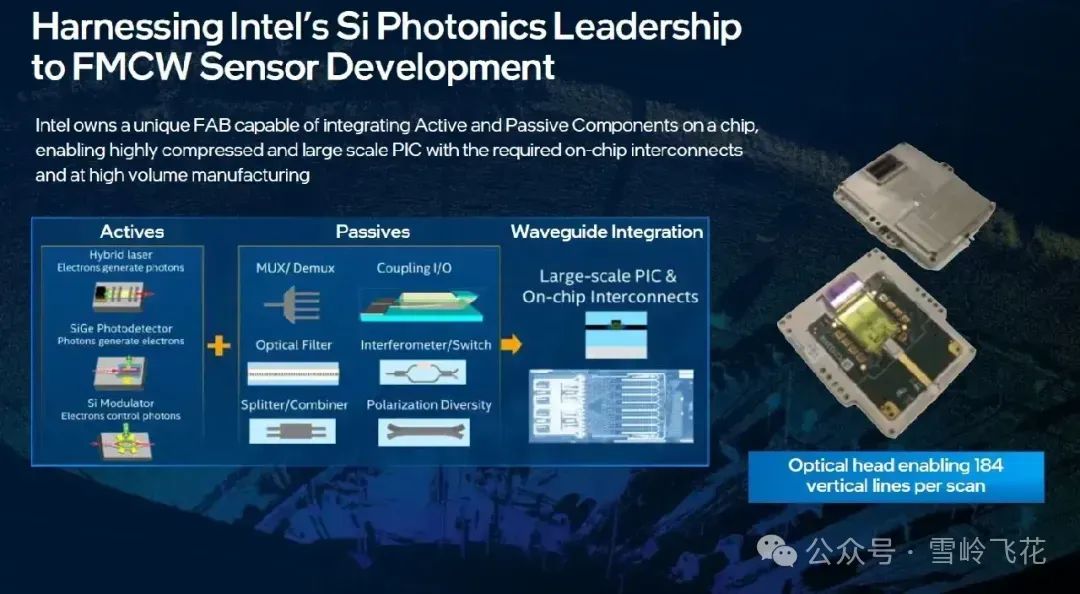 Harnessing Intel's Si Photonics Leadership
to FMCW Sensor Development
Intel owns a unique FAB capable of integrating Active and Passive Components on a chip,
enabling highly compressed and large scale PIC with the required on-chip interconnects
and at high volume manufacturing
Actives
Hybrid laser
Electrons generate photons
SiGe Photodetector
Photons generate electrons
Si Modulator
Electrons control photons
Passives
MUX/ Demux
Coupling I/O
Optical Filter
Interferometer/Switch
Splitter/Combiner
Polarization Diversity
Waveguide Integration
Large-scale PIC &
On-chip Interconnects
Optical head enabling 184
vertical lines per scan
公众号 · 雪岭飞花